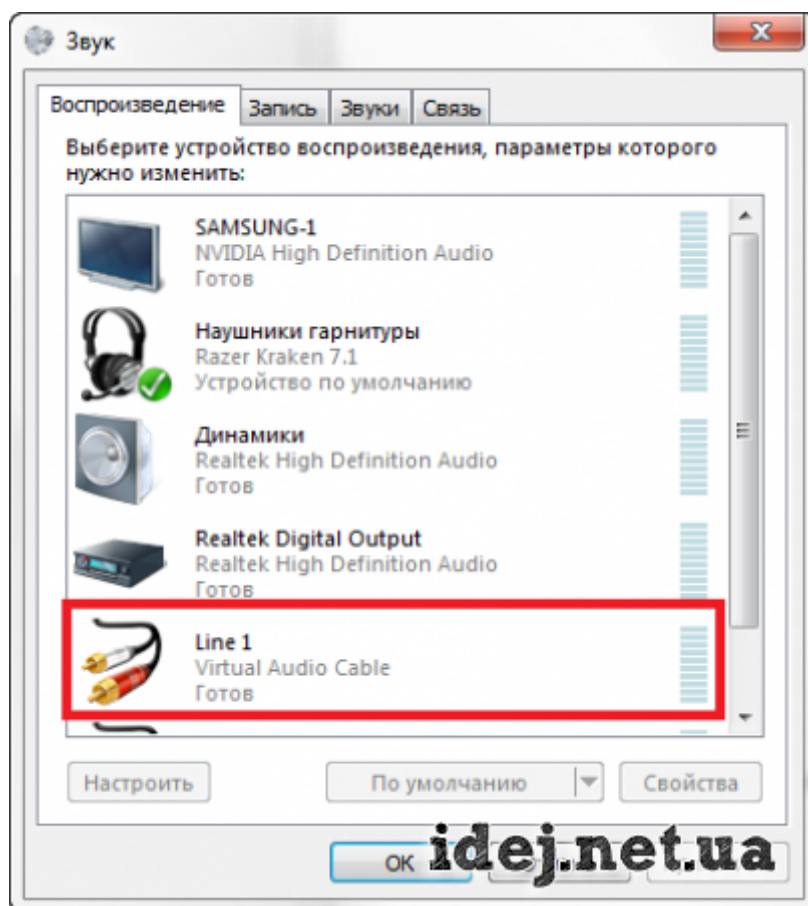 Звук
Воспроизведение Запись Звуки Связь
Выберите устройство воспроизведения, параметры которого
нужно изменить:
SAMSUNG-1
NVIDIA High Definition Audio
Готов
Наушники гарнитуры
Razer Kraken 7.1
Устройство по умолчанию
Динамики
Realtek High Definition Audio
Готов
Realtek Digital Output
Realtek High Definition Audio
Готов
Line 1
Virtual Audio Cable
Готов
Настроить По умолчанию Свойства
ОК
idej.net.ua